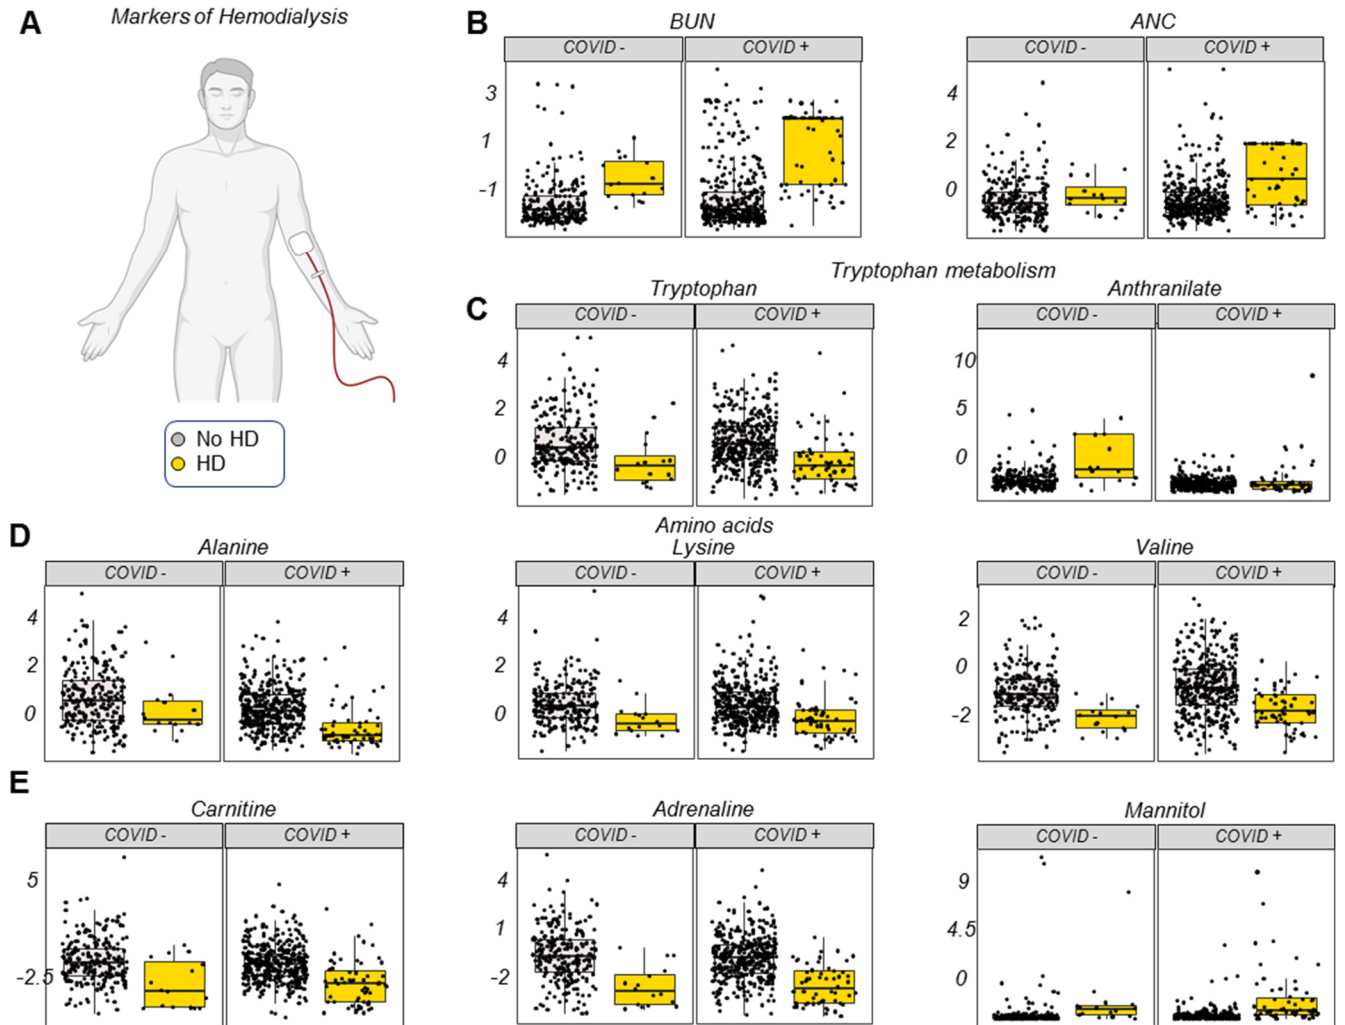 A
Markers of Hemodialysis
No HD
HD
B
BUN
COVID -
COVID +
3
1
-1
ANC
COVID -
COVID +
4
2
0
Tryptophan metabolism
C
Tryptophan
COVID -
COVID +
4
2
0
Anthranilate
COVID -
COVID +
10
5
0
D
Amino acids
Alanine
COVID -
COVID +
4
2
0
Lysine
COVID -
COVID +
4
2
0
Valine
COVID -
COVID +
2
0
-2
E
Carnitine
COVID -
COVID +
5
-2.5
Adrenaline
COVID -
COVID +
4
1
-2
Mannitol
COVID -
COVID +
9
4.5
0